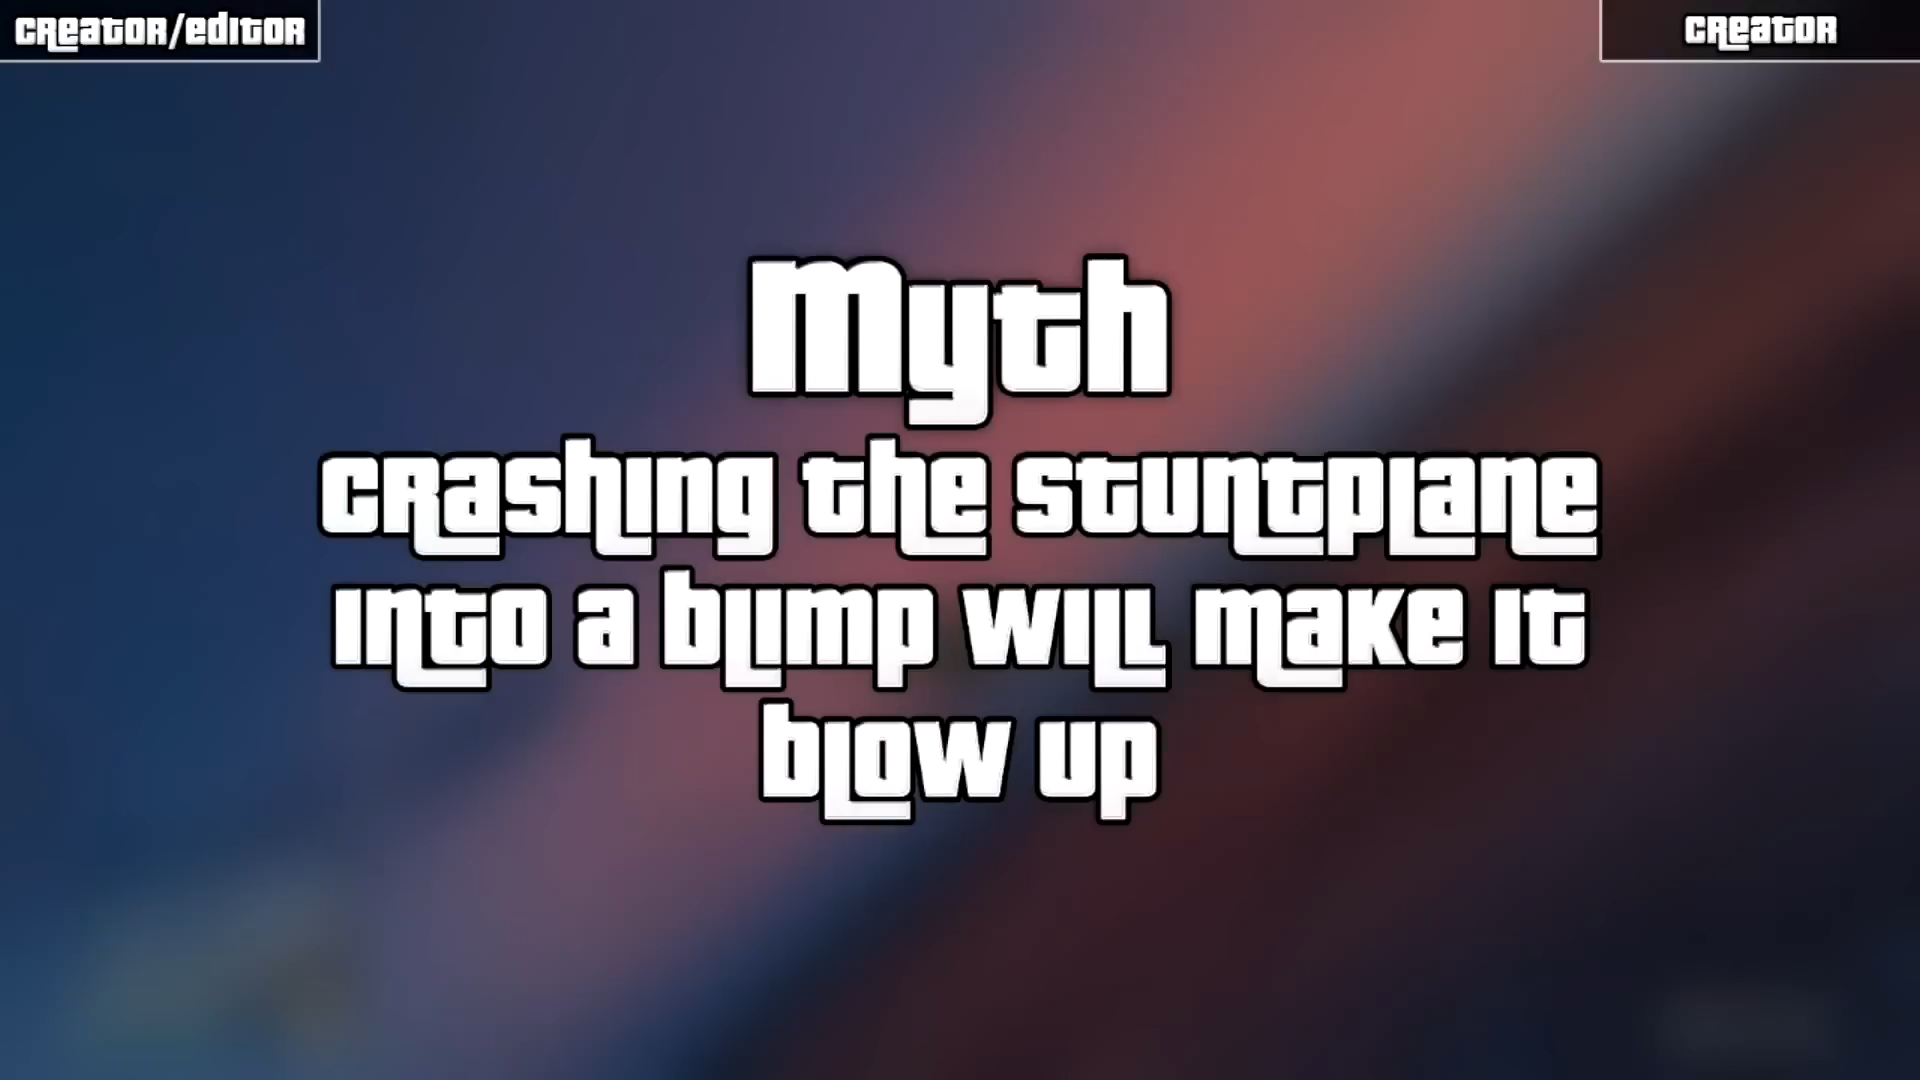 creator/editor
creator
Myth
crashing the stuntplane
into a blimp will make it
blow up